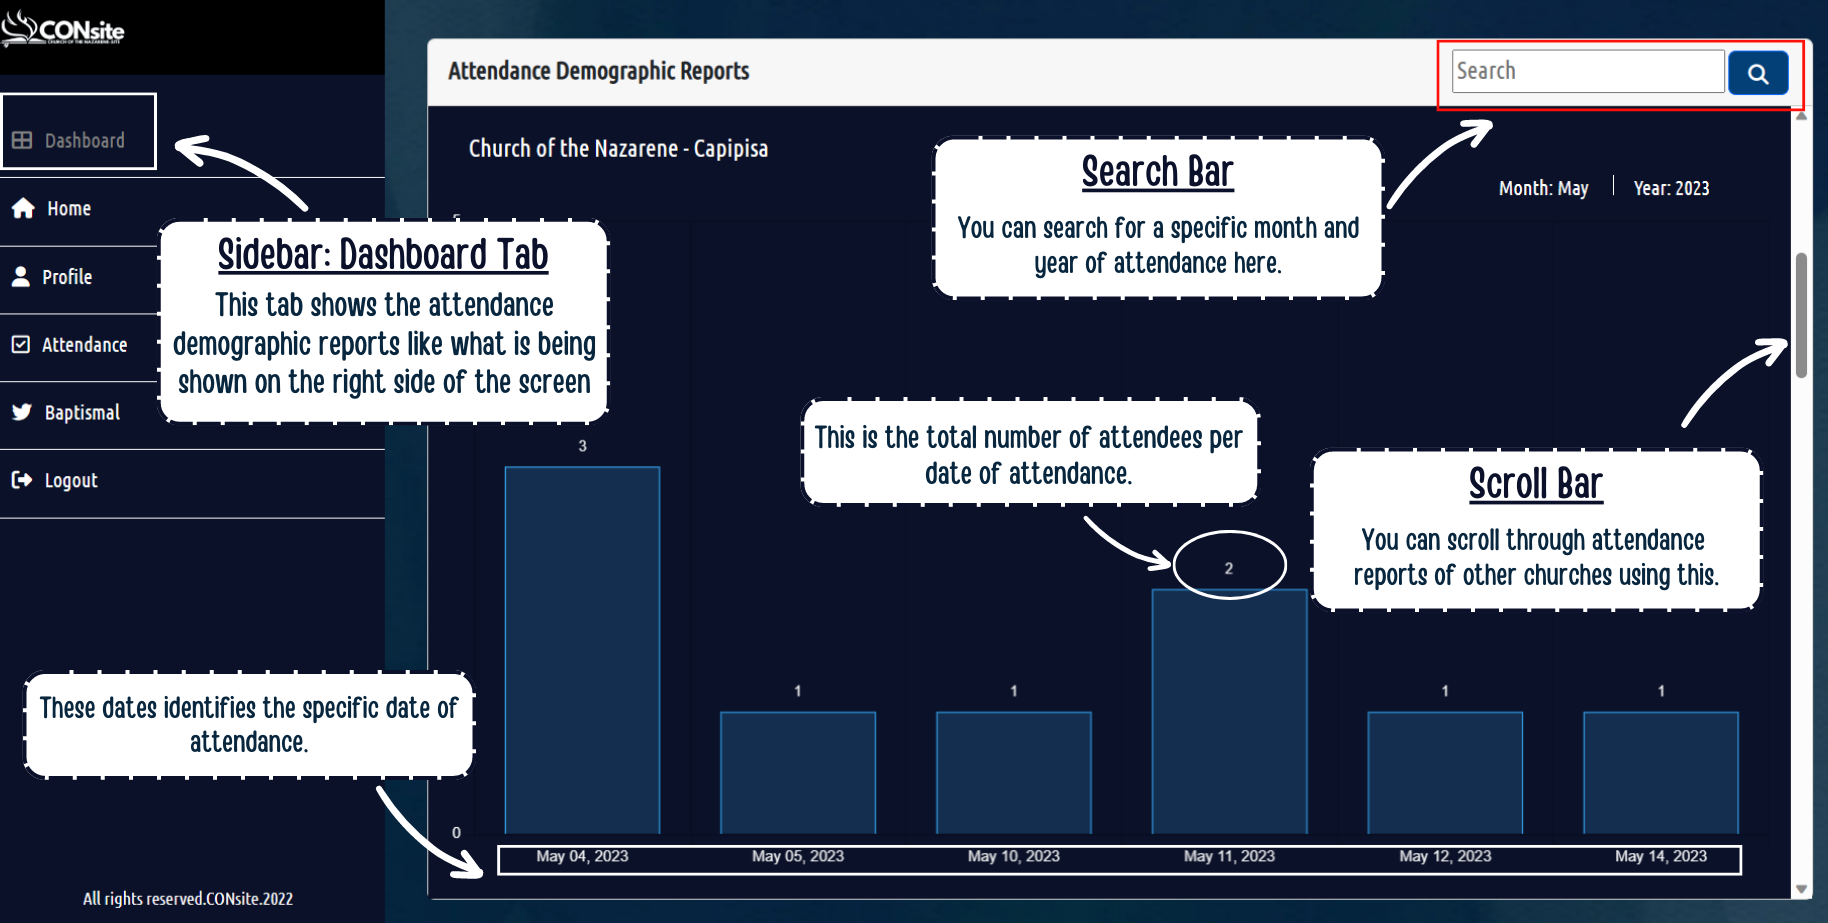 CONsite
CHURCH OF THE NAZARENE SITE
Dashboard
Home
Profile
Attendance
Baptismal
Logout
All rights reserved.CONsite.2022
Sidebar: Dashboard Tab
This tab shows the attendance
demographic reports like what is being
shown on the right side of the screen
Attendance Demographic Reports
Search
Church of the Nazarene - Capipisa
Month: May
Year: 2023
Search Bar
You can search for a specific month and
year of attendance here.
This is the total number of attendees per
date of attendance.
Scroll Bar
You can scroll through attendance
reports of other churches using this.
These dates identifies the specific date of
attendance.
5
3
1
1
2
1
1
0
May 04, 2023
May 05, 2023
May 10, 2023
May 11, 2023
May 12, 2023
May 14, 2023